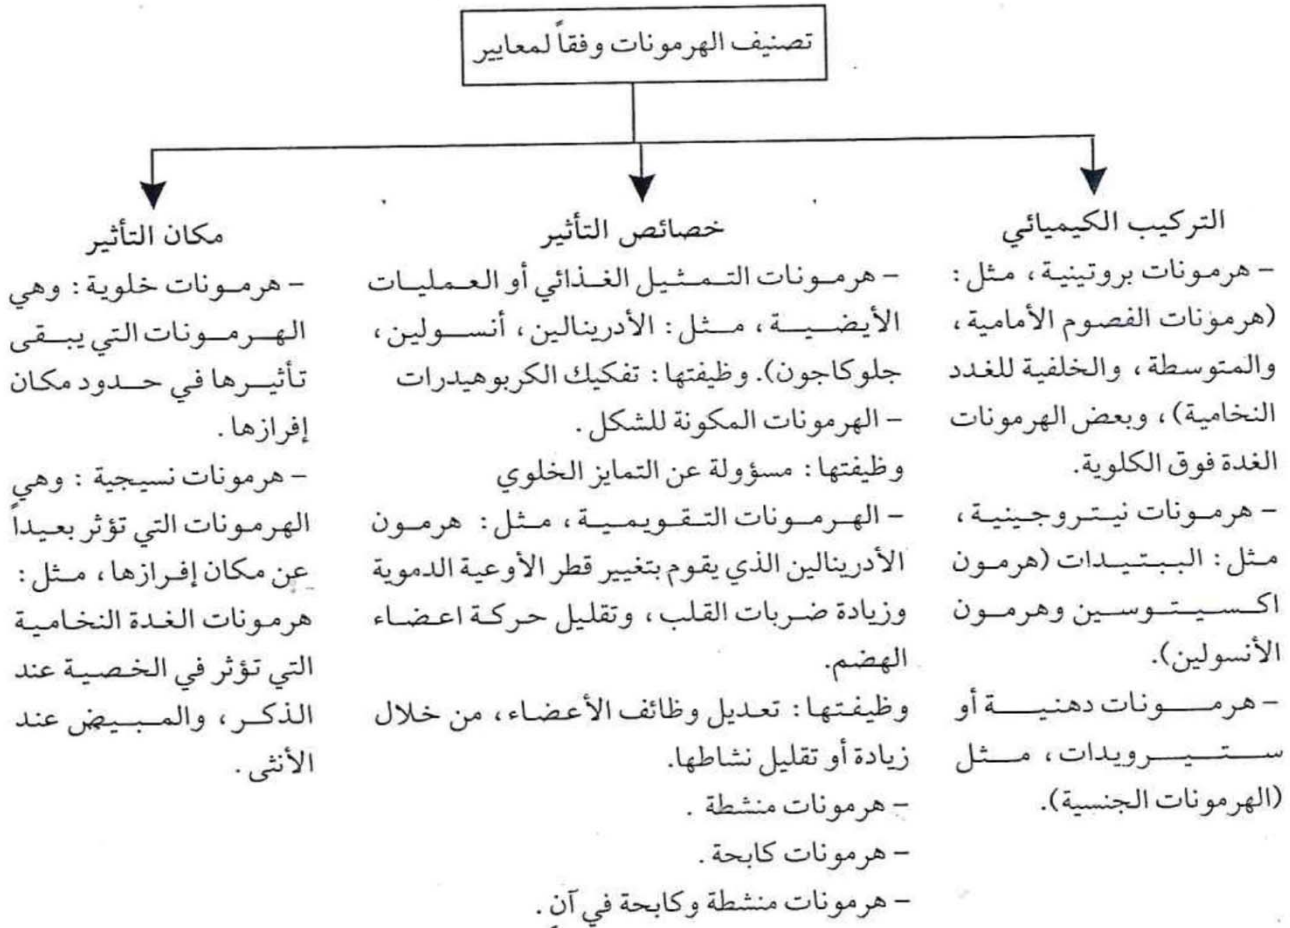 تصنيف الهرمونات وفقاً لمعايير
التركيب الكيميائي
– هرمونات بروتينية ، مثل :
(هرمونات الفصوم الأمامية ،
والمتوسطة ، والخلفية للغدد
النخامية) ، وبعض الهرمونات
الغدة فوق الكلوية.
– هرمونات نيتروجينية ،
مثل : الببتيدات (هرمون
اكسيتوسين وهرمون
الأنسولين).
– هرمونات دهنية أو
ستيرويدات ، مثل
(الهرمونات الجنسية).
خصائص التأثير
– هرمونات التمثيل الغذائي أو العمليات
الأيضية ، مثل : الأدرينالين ، أنسولين ،
جلوكاجون). وظيفتها : تفكيك الكربوهيدرات
– الهرمونات المكونة للشكل .
وظيفتها : مسؤولة عن التمايز الخلوي
– الهرمونات التقويمية ، مثل : هرمون
الأدرينالين الذي يقوم بتغيير قطر الأوعية الدموية
وزيادة ضربات القلب ، وتقليل حركة اعضاء
الهضم.
وظيفتها : تعديل وظائف الأعضاء ، من خلال
زيادة أو تقليل نشاطها.
– هرمونات منشطة .
– هرمونات كابحة .
– هرمونات منشطة وكابحة في آن .
مكان التأثير
– هرمونات خلوية : وهي
الهرمونات التي يبقى
تأثيرها في حدود مكان
إفرازها .
– هرمونات نسيجية : وهي
الهرمونات التي تؤثر بعيداً
عن مكان إفرازها ، مثل :
هرمونات الغدة النخامية
التي تؤثر في الخصية عند
الذكر ، والمبيض عند
الأنثى .